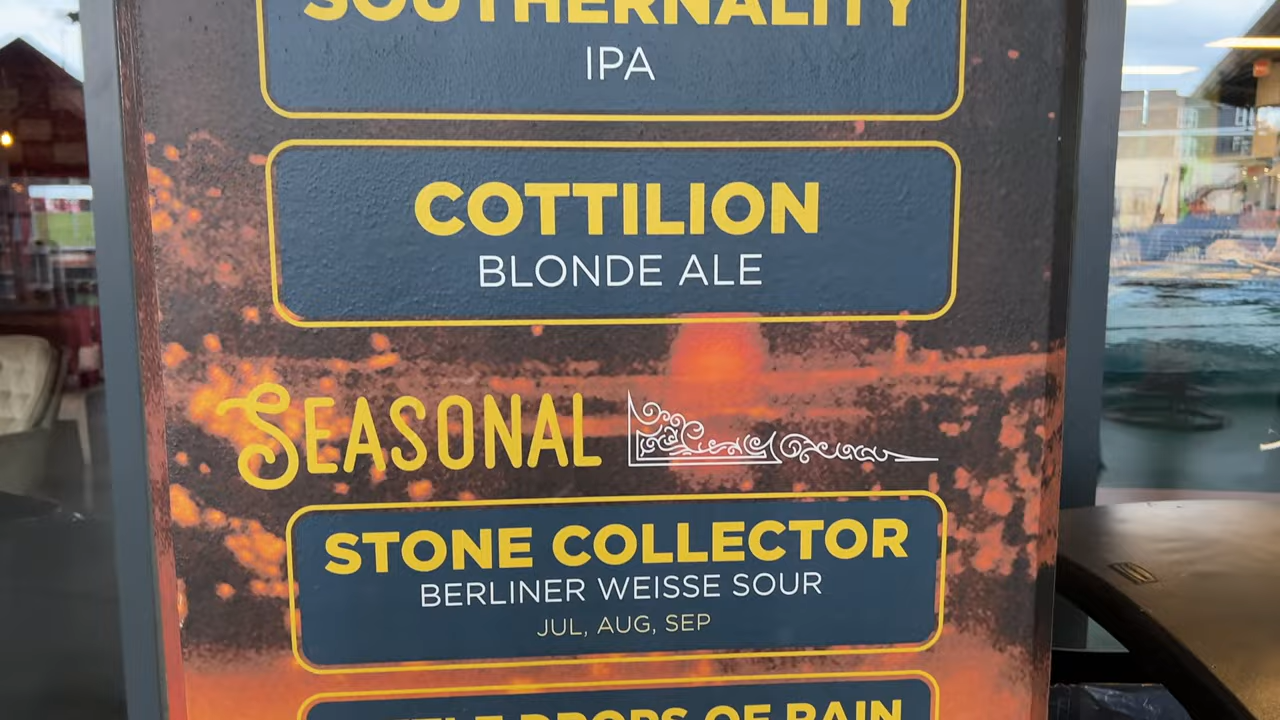 SOUTHERNALITY
IPA
COTTILION
BLONDE ALE
SEASONAL
STONE COLLECTOR
BERLINER WEISSE SOUR
JUL, AUG, SEP
DROPS OF RAIN